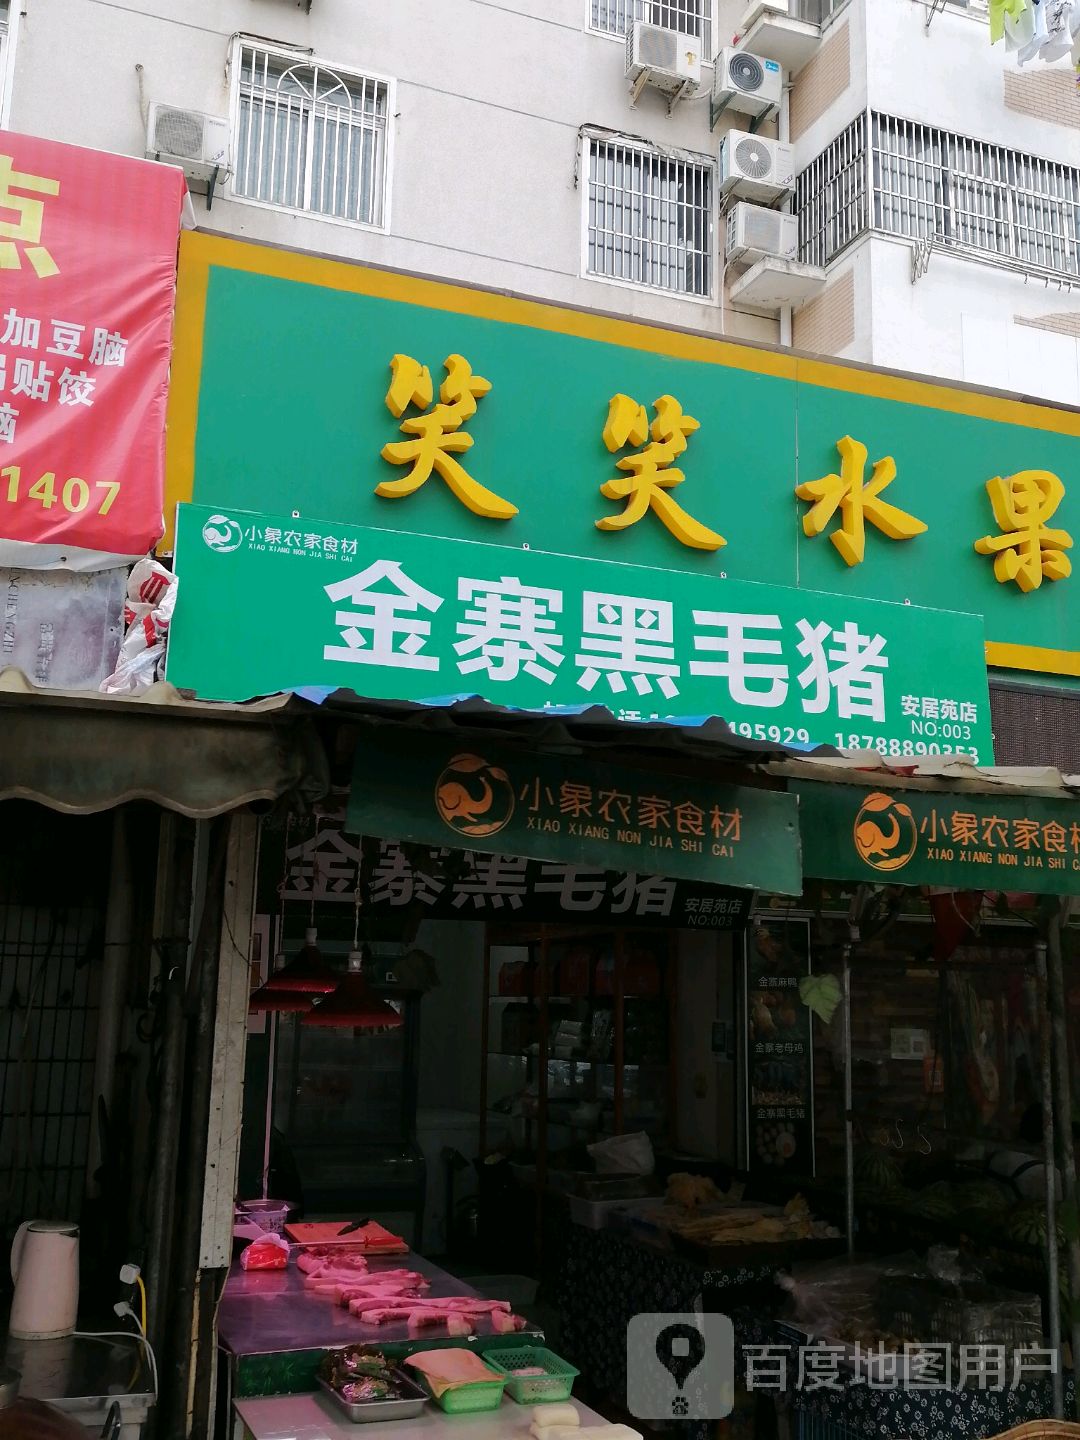 点
加豆脑
贴饺
1407
笑笑水果
小象农家食材
XIAO XIANG NON JIA SHI CAI
金寨黑毛猪
安居苑店
NO:003
495929 18788890353
小象农家食材
XIAO XIANG NON JIA SHI CAI
小象农家食材
XIAO XIANG NON JIA SHI C
金寨黑毛猪
安居苑店
NO:003
金寨麻鸭
金寨老母鸡
金寨黑毛猪
百度地图用户